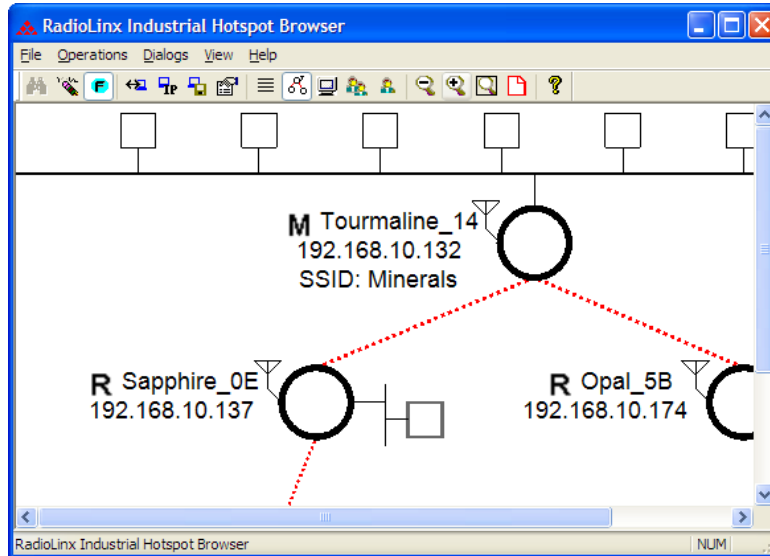 RadioLinx Industrial Hotspot Browser
File Operations Dialogs View Help
F IP ?
M Tourmaline_14
192.168.10.132
SSID: Minerals
R Sapphire_0E
192.168.10.137
R Opal_5B
192.168.10.174
RadioLinx Industrial Hotspot Browser NUM